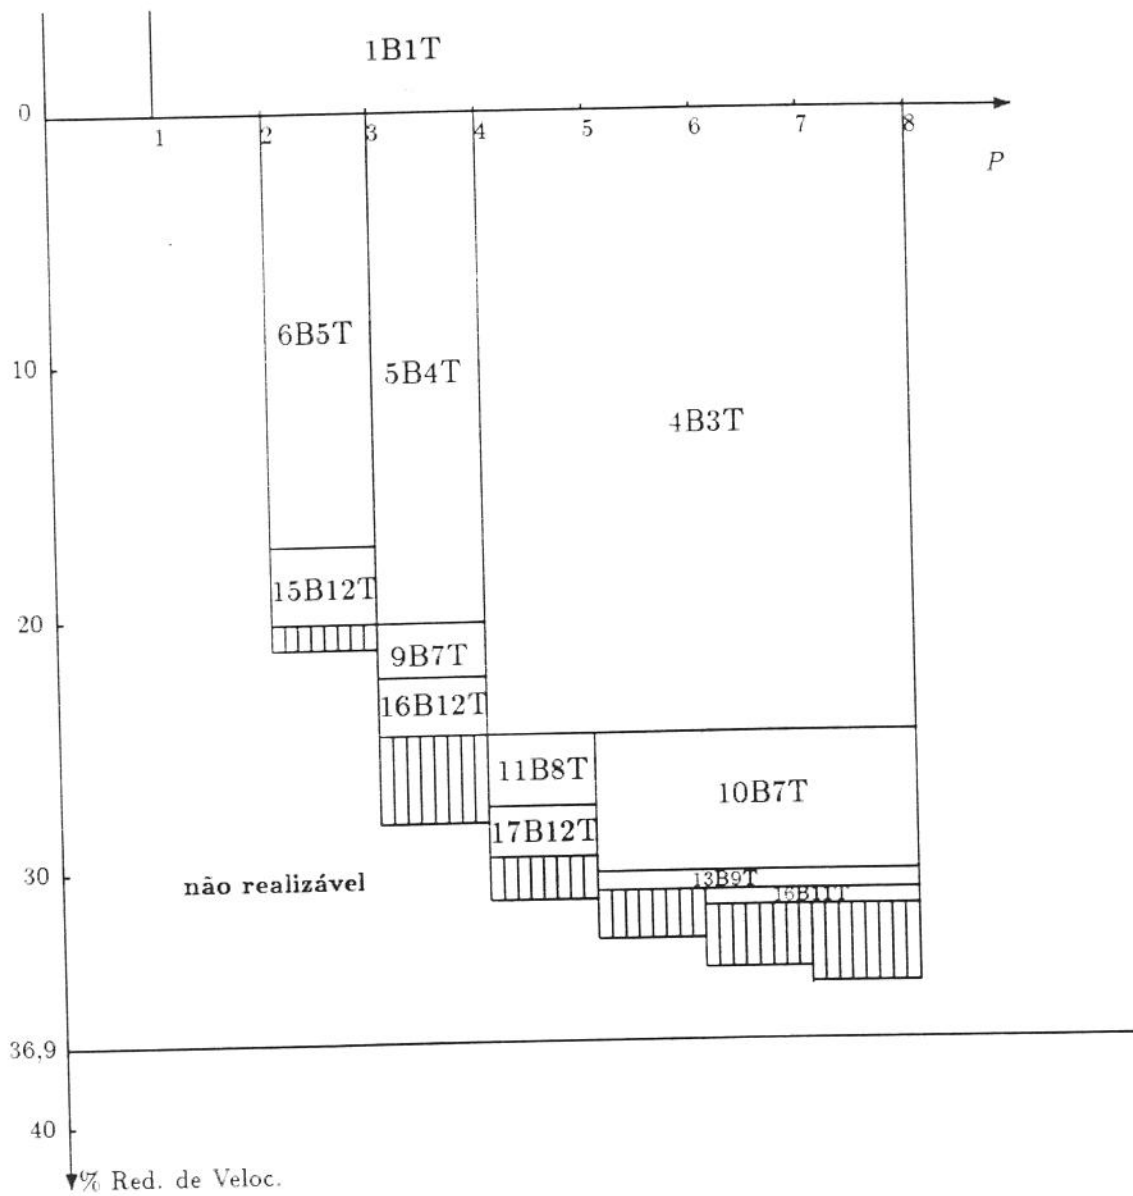 1B1T
0
1 2 3 4 5 6 7 8
P
6B5T
10
5B4T
4B3T
15B12T
20
9B7T
16B12T
11B8T
10B7T
17B12T
30
não realizável
13B9T
16B11T
36,9
40
% Red. de Veloc.